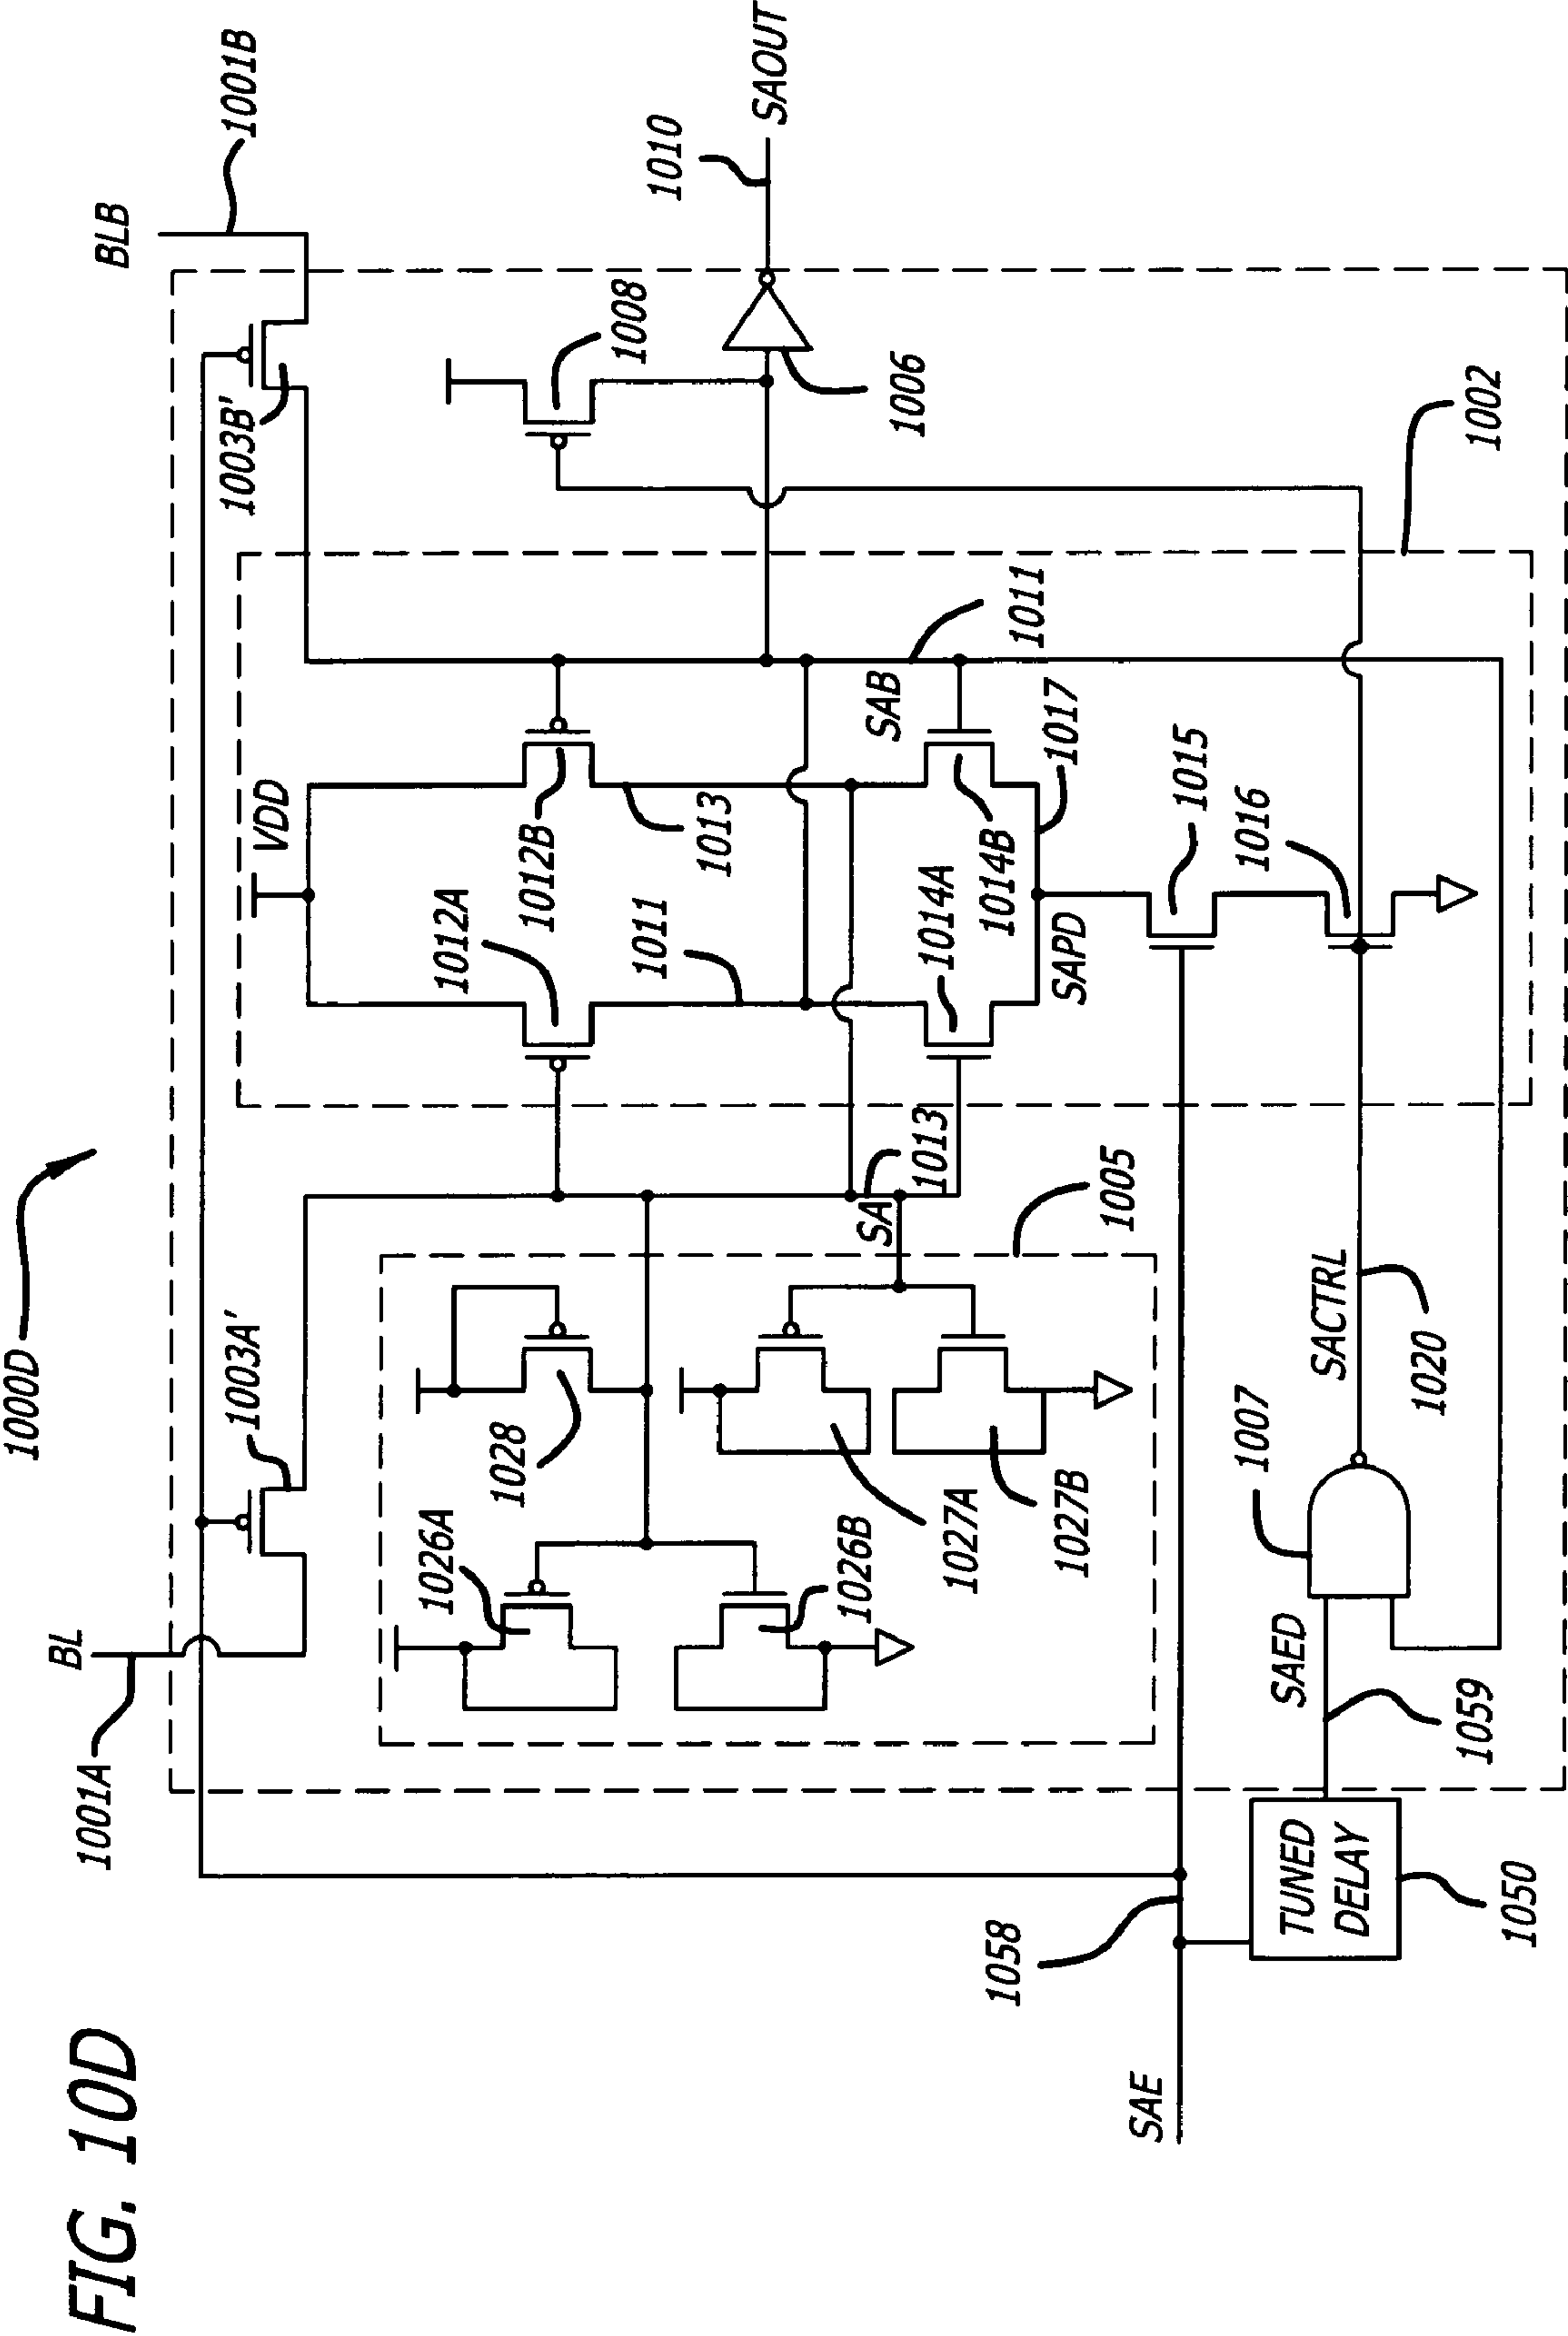 FIG. 10D
1000D
BL
1001A
1003A'
BLB
1001B
1003B'
VDD
1012A
1012B
1008
1010
SAOUT
1006
1026A
1028
1011
1013
1026B
1027A
1027B
SA
1013
1014A
1014B
SAB
1011
1005
SAPD
1017
1015
1016
1002
SAE
1058
TUNED
DELAY
1050
SAED
1059
1007
SACTRL
1020